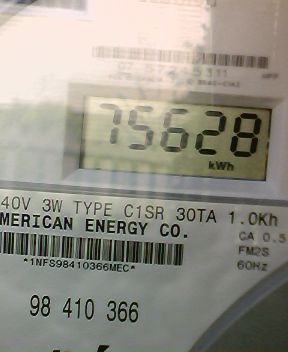 75628
kWh
40V 3W TYPE C1SR 30TA 1.0Kh
MERICAN ENERGY CO.
CA 0.5
FM2S
*1NFS98410366MEC*
60Hz
98 410 366